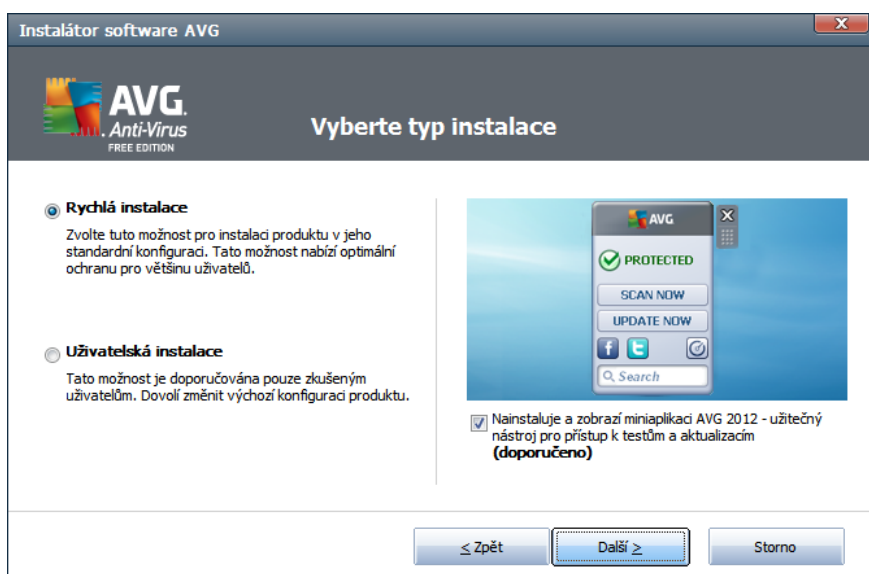 Instalátor software AVG
X
AVG.
Anti-Virus
FREE EDITION
Vyberte typ instalace
Rychlá instalace
Zvolte tuto možnost pro instalaci produktu v jeho
standardní konfiguraci. Tato možnost nabízí optimální
ochranu pro většinu uživatelů.
Uživatelská instalace
Tato možnost je doporučována pouze zkušeným
uživatelům. Dovolí změnit výchozí konfiguraci produktu.
AVG
X
PROTECTED
SCAN NOW
UPDATE NOW
f t
Search
Nainstaluje a zobrazí miniaplikaci AVG 2012 - užitečný
nástroj pro přístup k testům a aktualizacím
(doporučeno)
< Zpět
Další >
Storno